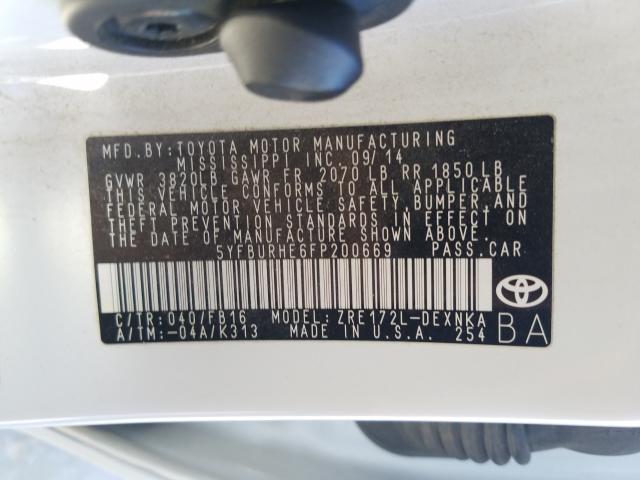 MFD.BY:TOYOTA MOTOR MANUFACTURING
MISSISSIPPI INC. 09/14
GVWR 3820LB GAWR FR 2070 LB RR 1850 LB
THIS VEHICLE CONFORMS TO ALL APPLICABLE
FEDERAL MOTOR VEHICLE SAFETY, BUMPER,AND
THEFT PREVENTION STANDARDS IN EFFECT ON
THE DATE OF MANUFACTURE SHOWN ABOVE.
5YFBURHE6FP200669 PASS.CAR
C/TR:040/FB16 MODEL: ZRE172L-DEXNKA
A/TM:-04A/K313 MADE IN U.S.A. 254
BA